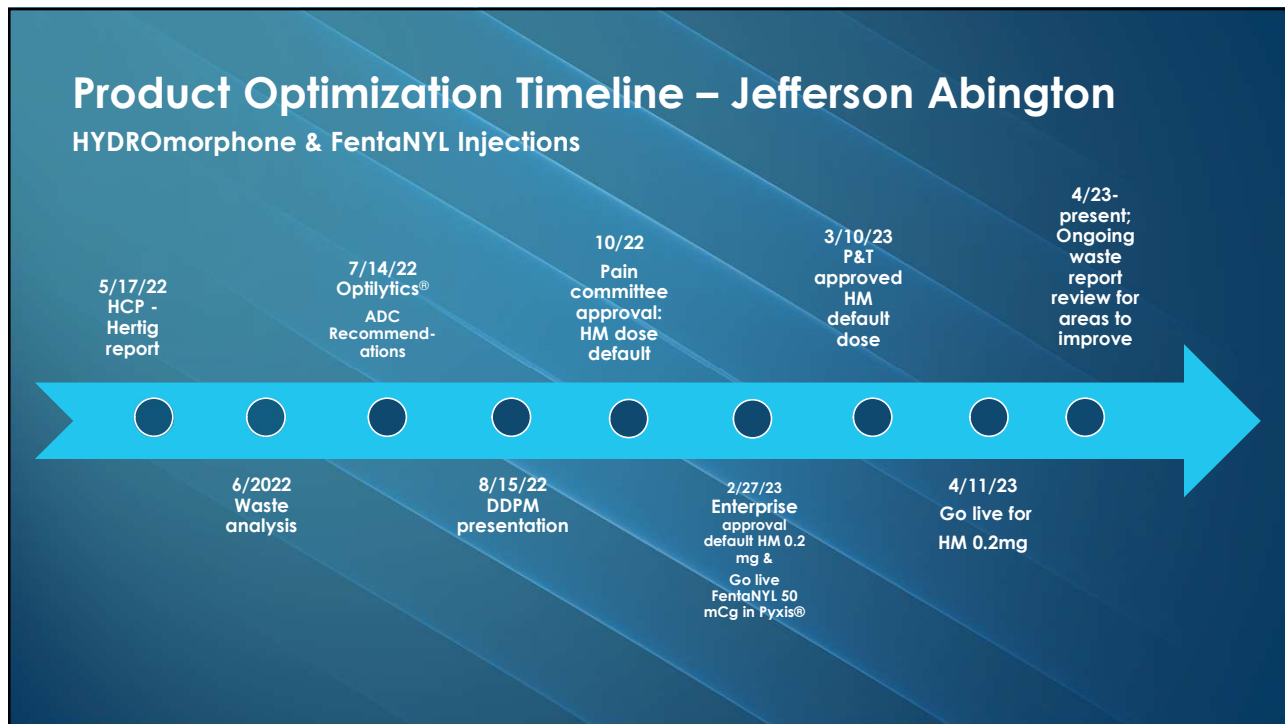 Product Optimization Timeline – Jefferson Abington
HYDROmorphone & FentaNYL Injections
5/17/22
HCP -
Hertig
report
6/2022
Waste
analysis
7/14/22
Optilytics®
ADC
Recommend-
ations
8/15/22
DDPM
presentation
10/22
Pain
committee
approval:
HM dose
default
2/27/23
Enterprise
approval
default HM 0.2
mg &
Go live
FentaNYL 50
mCg in Pyxis®
3/10/23
P&T
approved
HM
default
dose
4/11/23
Go live for
HM 0.2mg
4/23-
present;
Ongoing
waste
report
review for
areas to
improve